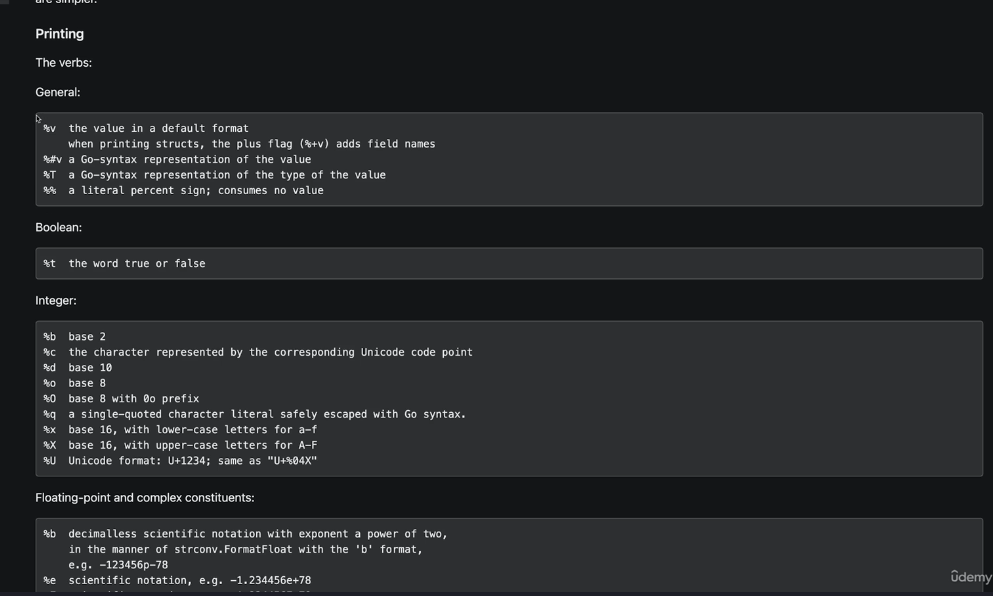 are simpler.
Printing
The verbs:
General:
%v  the value in a default format
    when printing structs, the plus flag (%+v) adds field names
%#v a Go-syntax representation of the value
%T  a Go-syntax representation of the type of the value
%%  a literal percent sign; consumes no value
Boolean:
%t  the word true or false
Integer:
%b  base 2
%c  the character represented by the corresponding Unicode code point
%d  base 10
%o  base 8
%O  base 8 with 0o prefix
%q  a single-quoted character literal safely escaped with Go syntax.
%x  base 16, with lower-case letters for a-f
%X  base 16, with upper-case letters for A-F
%U  Unicode format: U+1234; same as "U+%04X"
Floating-point and complex constituents:
%b  decimalless scientific notation with exponent a power of two,
    in the manner of strconv.FormatFloat with the 'b' format,
    e.g. -123456p-78
%e  scientific notation, e.g. -1.234456e+78
udemy